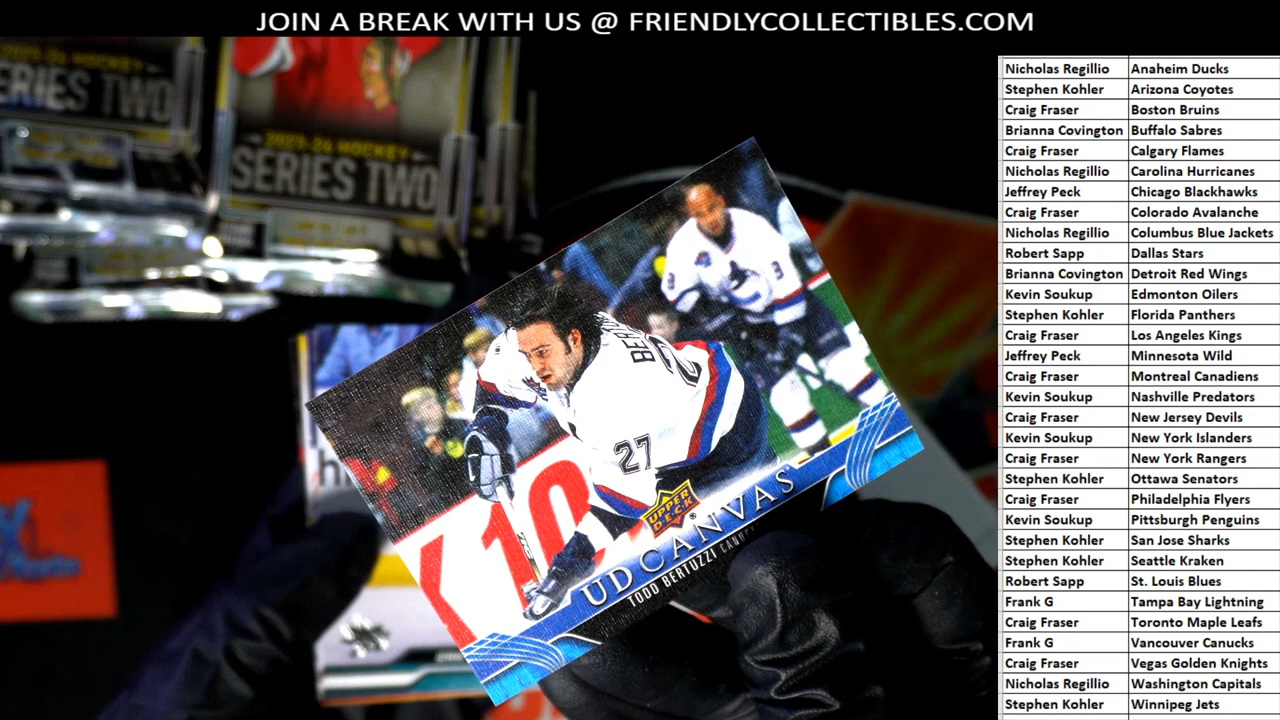 JOIN A BREAK WITH US @ FRIENDLYCOLLECTIBLES.COM
SERIES TWO
2023-24 HOCKEY
SERIES TWO
27
10
UPPER
DECK
UD CANVAS
TODD BERTUZZI CANUCKS
Nicholas Regillio Anaheim Ducks
Stephen Kohler Arizona Coyotes
Craig Fraser Boston Bruins
Brianna Covington Buffalo Sabres
Craig Fraser Calgary Flames
Nicholas Regillio Carolina Hurricanes
Jeffrey Peck Chicago Blackhawks
Craig Fraser Colorado Avalanche
Nicholas Regillio Columbus Blue Jackets
Robert Sapp Dallas Stars
Brianna Covington Detroit Red Wings
Kevin Soukup Edmonton Oilers
Stephen Kohler Florida Panthers
Craig Fraser Los Angeles Kings
Jeffrey Peck Minnesota Wild
Craig Fraser Montreal Canadiens
Kevin Soukup Nashville Predators
Craig Fraser New Jersey Devils
Kevin Soukup New York Islanders
Craig Fraser New York Rangers
Stephen Kohler Ottawa Senators
Craig Fraser Philadelphia Flyers
Kevin Soukup Pittsburgh Penguins
Stephen Kohler San Jose Sharks
Stephen Kohler Seattle Kraken
Robert Sapp St. Louis Blues
Frank G Tampa Bay Lightning
Craig Fraser Toronto Maple Leafs
Frank G Vancouver Canucks
Craig Fraser Vegas Golden Knights
Nicholas Regillio Washington Capitals
Stephen Kohler Winnipeg Jets